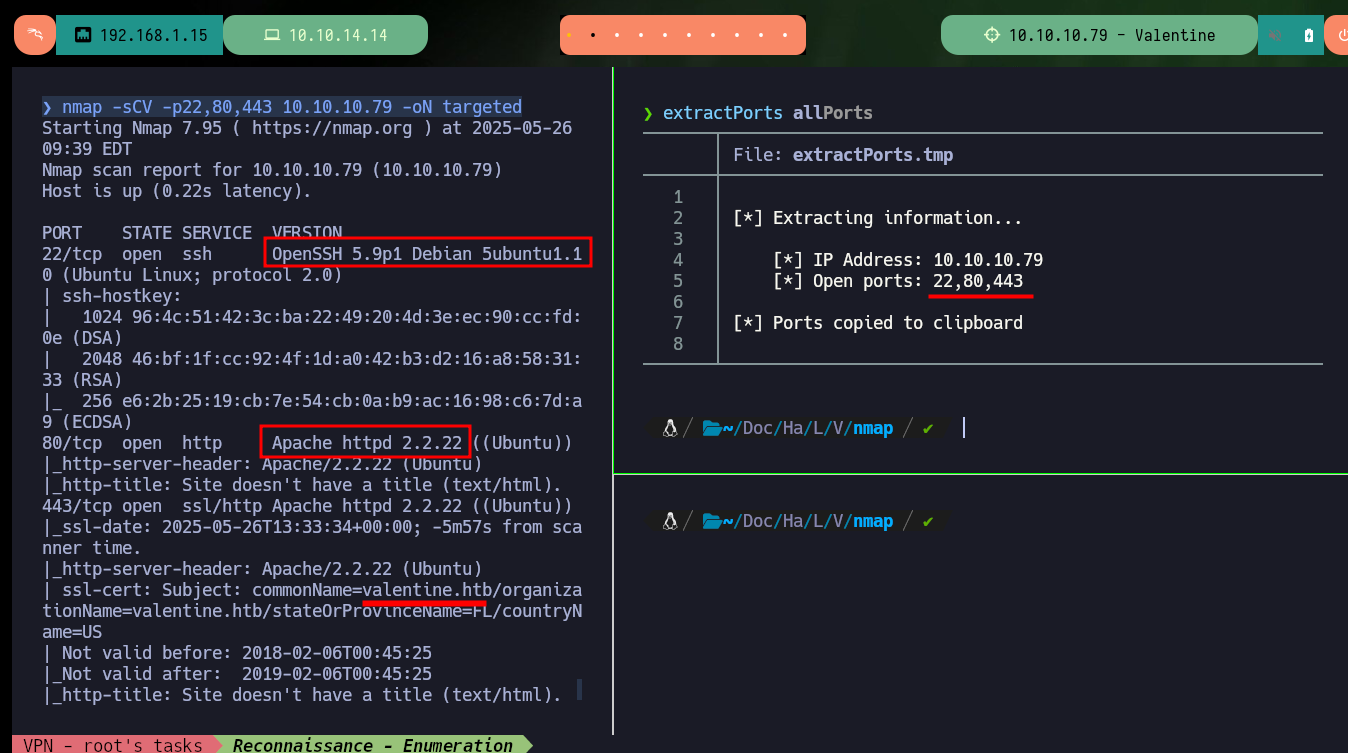 192.168.1.15
10.10.14.14
10.10.10.79 - Valentine
❯ nmap -sCV -p22,80,443 10.10.10.79 -oN targeted
Starting Nmap 7.95 ( https://nmap.org ) at 2025-05-26
09:39 EDT
Nmap scan report for 10.10.10.79 (10.10.10.79)
Host is up (0.22s latency).
PORT    STATE SERVICE  VERSION
22/tcp  open  ssh      OpenSSH 5.9p1 Debian 5ubuntu1.1
0 (Ubuntu Linux; protocol 2.0)
| ssh-hostkey:
|   1024 96:4c:51:42:3c:ba:22:49:20:4d:3e:ec:90:cc:fd:
0e (DSA)
|   2048 46:bf:1f:cc:92:4f:1d:a0:42:b3:d2:16:a8:58:31:
33 (RSA)
|_  256 e6:2b:25:19:cb:7e:54:cb:0a:b9:ac:16:98:c6:7d:a
9 (ECDSA)
80/tcp  open  http     Apache httpd 2.2.22 ((Ubuntu))
|_http-server-header: Apache/2.2.22 (Ubuntu)
|_http-title: Site doesn't have a title (text/html).
443/tcp open  ssl/http Apache httpd 2.2.22 ((Ubuntu))
|_ssl-date: 2025-05-26T13:33:34+00:00; -5m57s from sca
nner time.
|_http-server-header: Apache/2.2.22 (Ubuntu)
| ssl-cert: Subject: commonName=valentine.htb/organiza
tionName=valentine.htb/stateOrProvinceName=FL/countryN
ame=US
| Not valid before: 2018-02-06T00:45:25
|_Not valid after:  2019-02-06T00:45:25
|_http-title: Site doesn't have a title (text/html).
❯ extractPorts allPorts
File: extractPorts.tmp
1
2 [*] Extracting information...
3
4     [*] IP Address: 10.10.10.79
5     [*] Open ports: 22,80,443
6
7 [*] Ports copied to clipboard
8
~/Doc/Ha/L/V/nmap / ✔
~/Doc/Ha/L/V/nmap / ✔
VPN - root's tasks
Reconnaissance - Enumeration